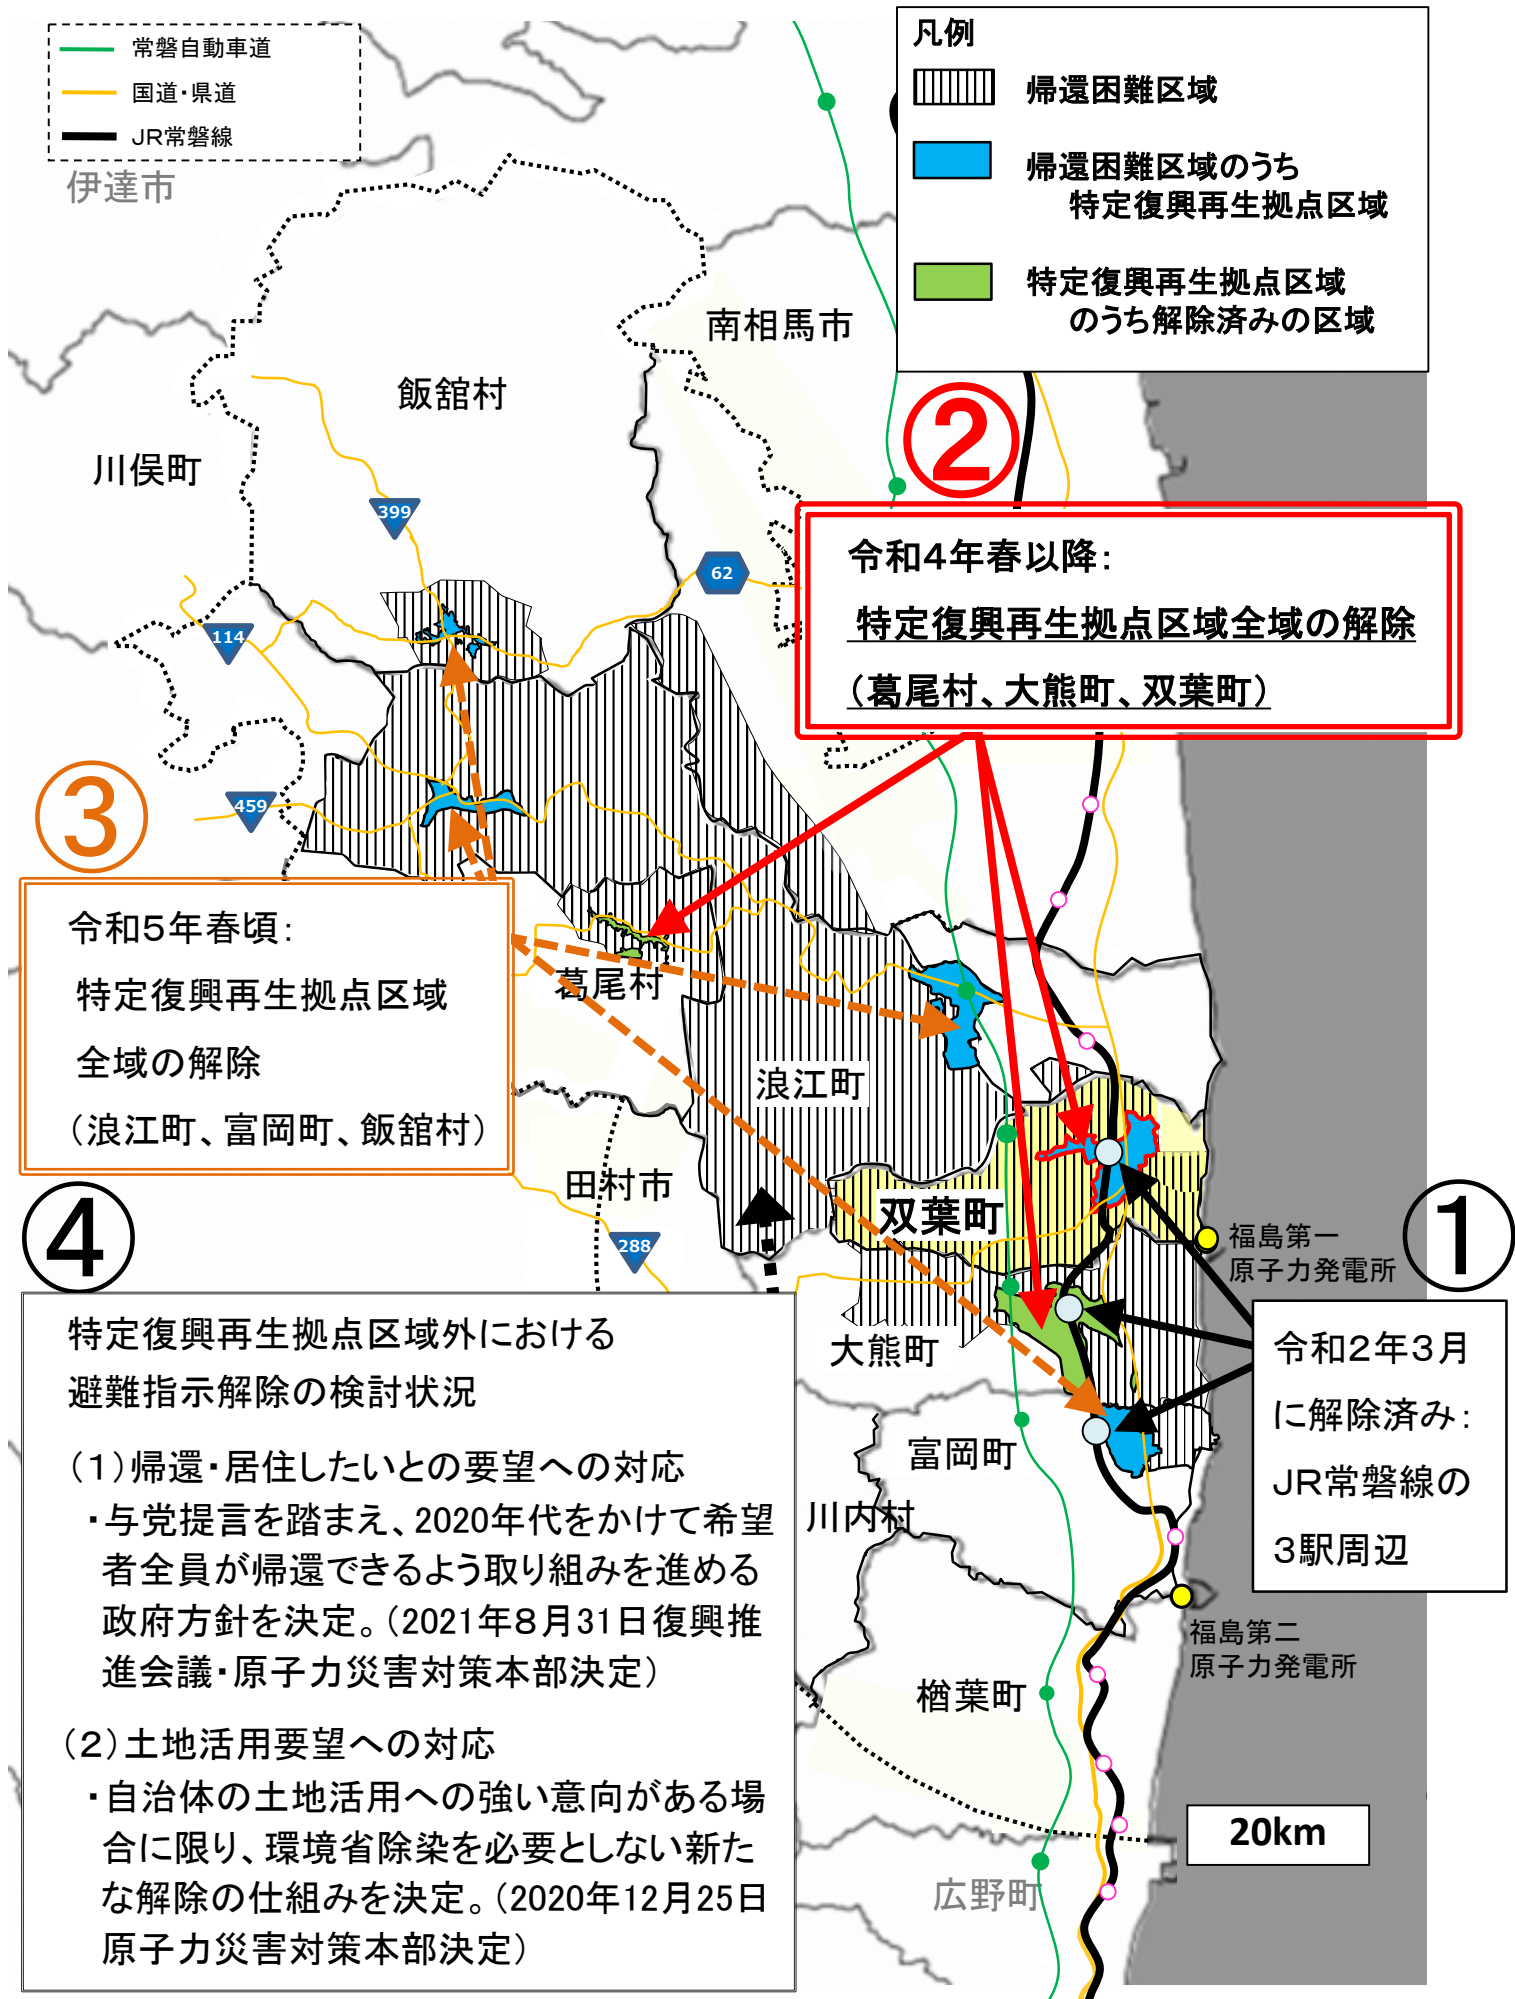 常磐自動車道
国道・県道
JR常磐線
凡例
帰還困難区域
帰還困難区域のうち
特定復興再生拠点区域
特定復興再生拠点区域
のうち解除済みの区域
伊達市
南相馬市
飯舘村
川俣町
399
62
114
459
②
令和4年春以降：
特定復興再生拠点区域全域の解除
（葛尾村、大熊町、双葉町）
③
令和5年春頃：
特定復興再生拠点区域
全域の解除
（浪江町、富岡町、飯舘村）
葛尾村
浪江町
田村市
双葉町
288
福島第一
原子力発電所
①
令和2年3月
に解除済み：
JR常磐線の
3駅周辺
大熊町
富岡町
川内村
福島第二
原子力発電所
楢葉町
20km
広野町
④
特定復興再生拠点区域外における
避難指示解除の検討状況
（1）帰還・居住したいとの要望への対応
・与党提言を踏まえ、2020年代をかけて希望
者全員が帰還できるよう取り組みを進める
政府方針を決定。（2021年8月31日復興推
進会議・原子力災害対策本部決定）
（2）土地活用要望への対応
・自治体の土地活用への強い意向がある場
合に限り、環境省除染を必要としない新た
な解除の仕組みを決定。（2020年12月25日
原子力災害対策本部決定）